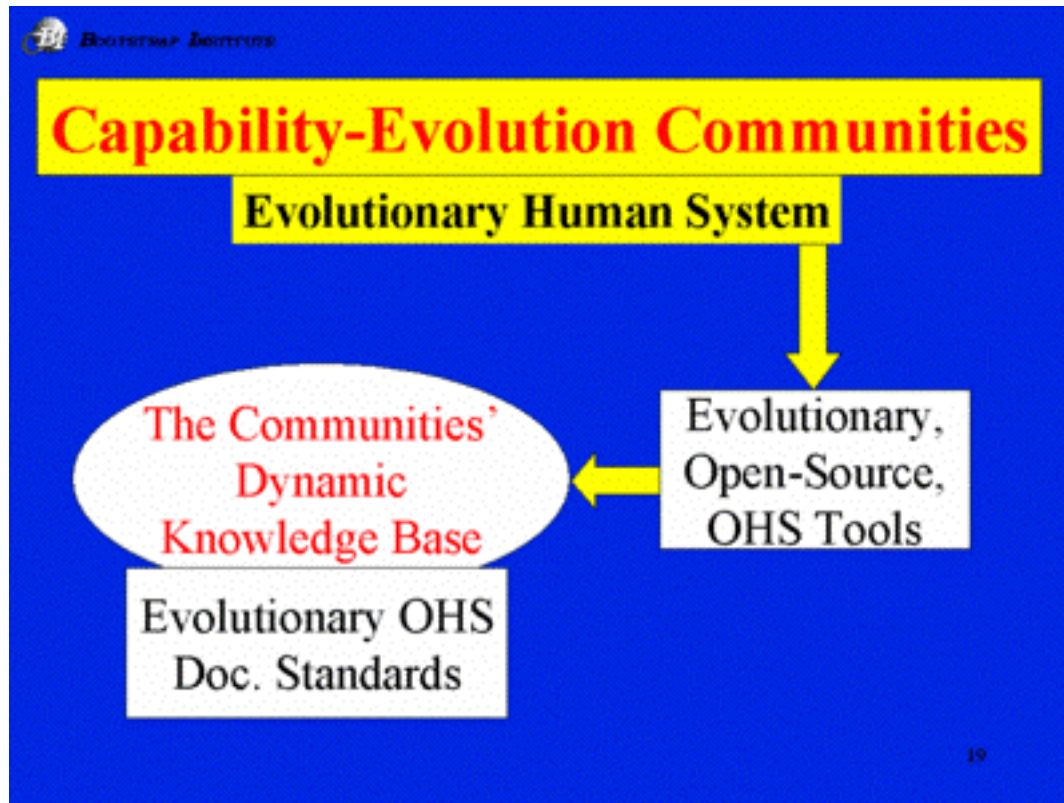 BI BOOTSTRAP INSTITUTE
Capability-Evolution Communities
Evolutionary Human System
The Communities’
Dynamic
Knowledge Base
Evolutionary OHS
Doc. Standards
Evolutionary,
Open-Source,
OHS Tools
19